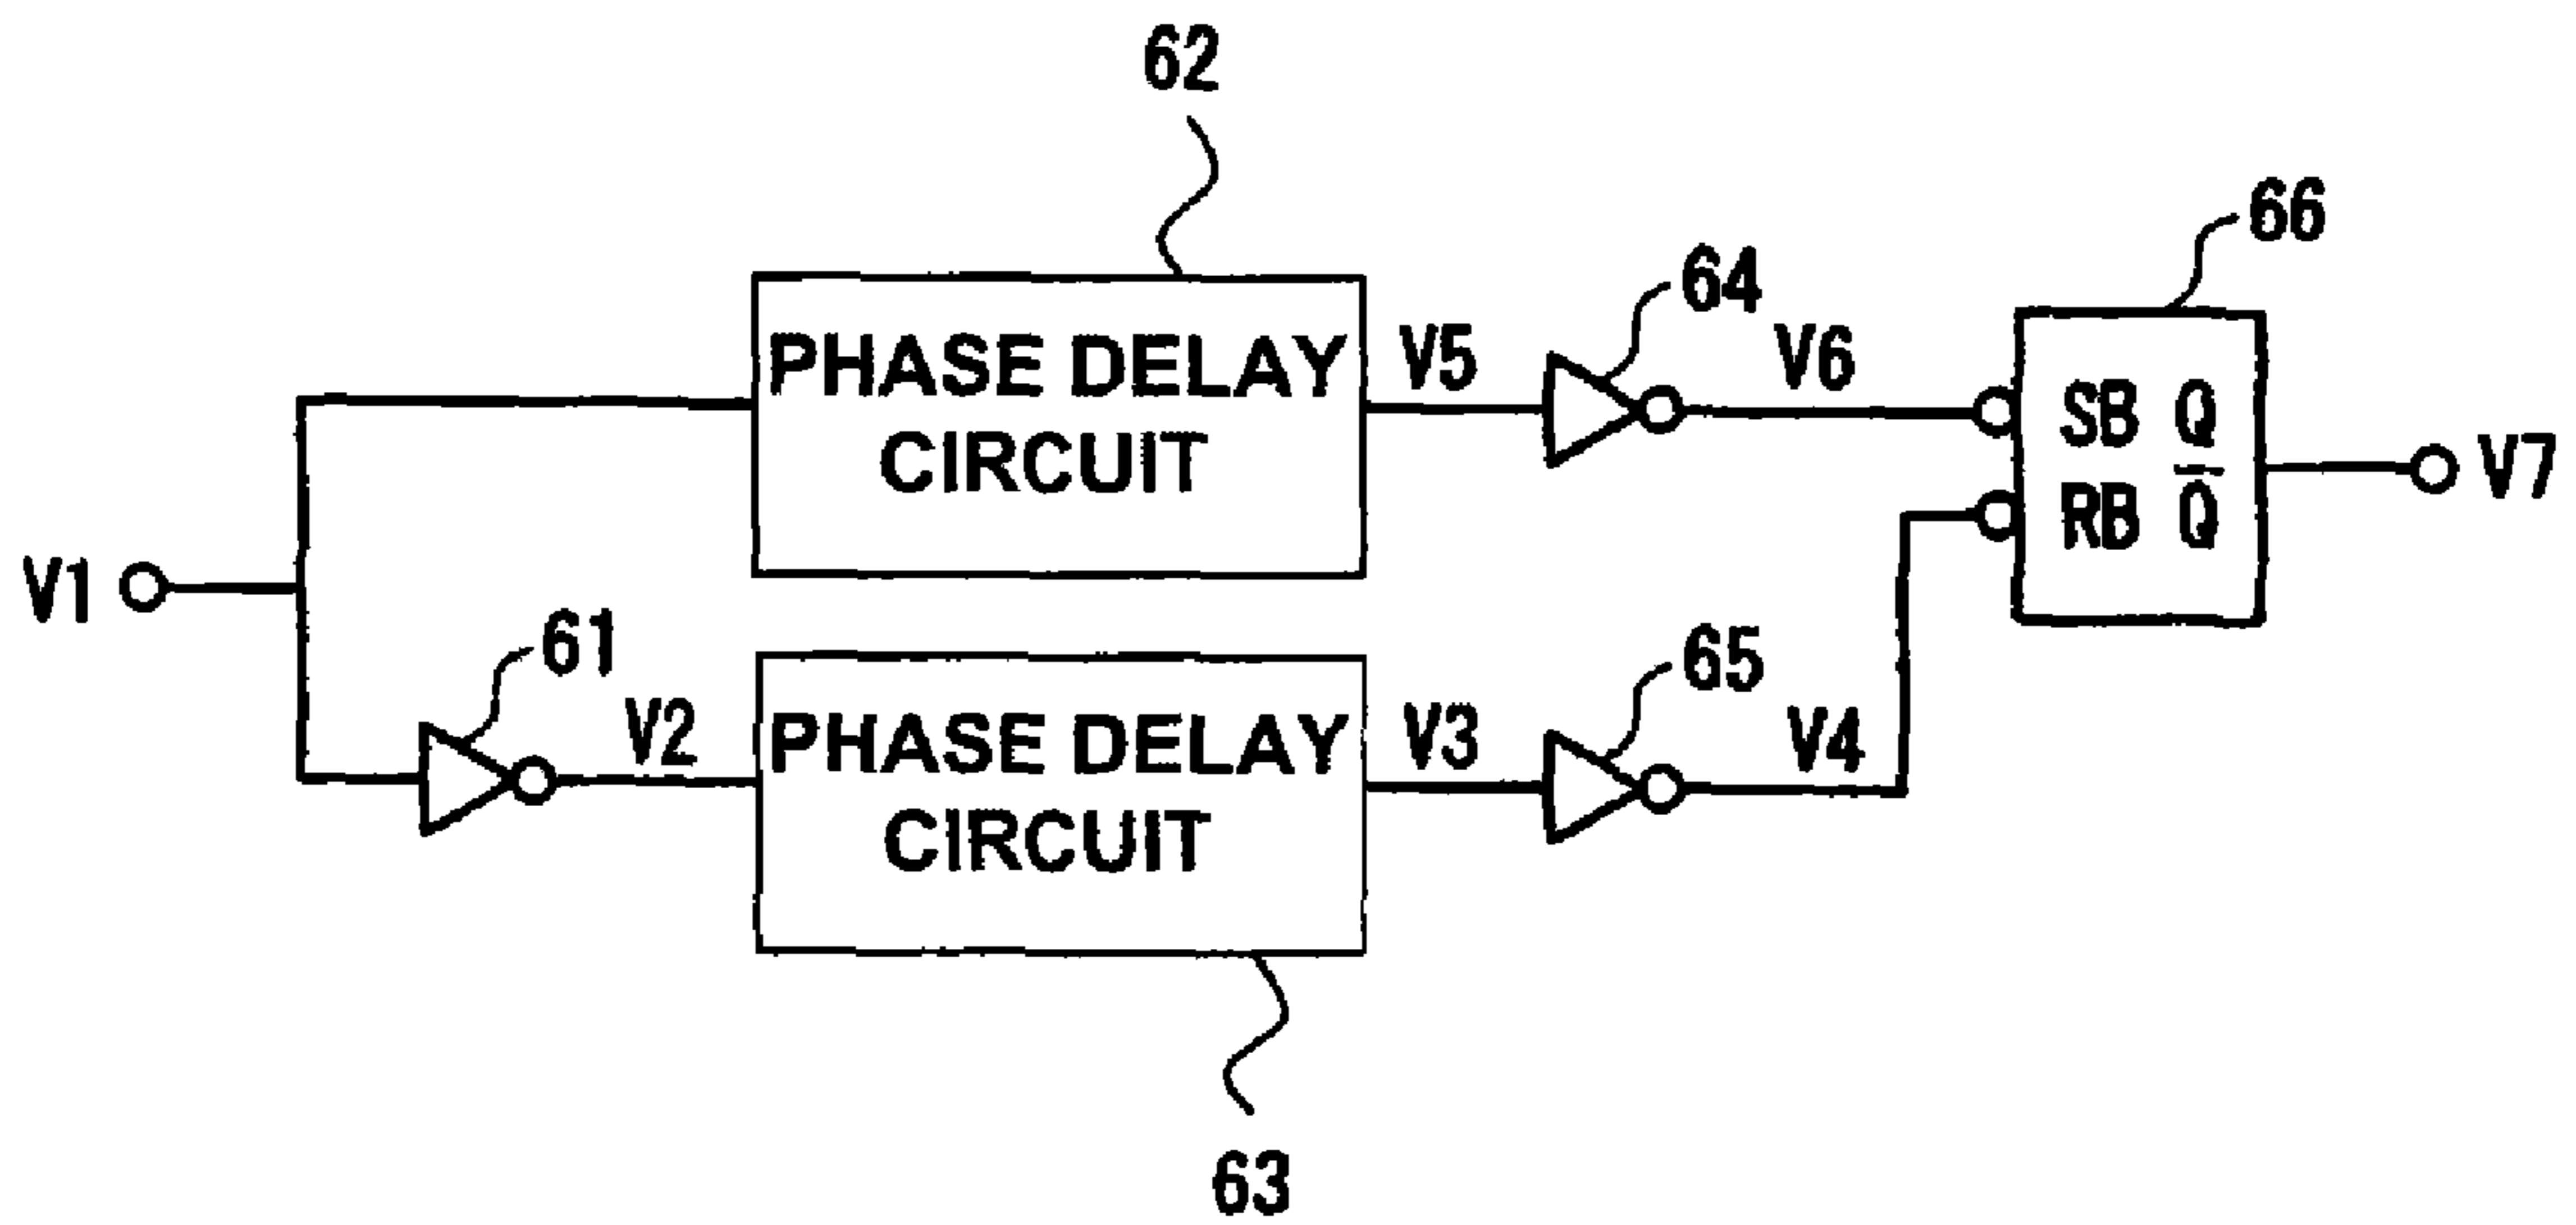 62
66
64
PHASE DELAY
CIRCUIT
V5
V6
SB Q
RB Q̅
V7
V1
61
65
V2
PHASE DELAY
CIRCUIT
V3
V4
63